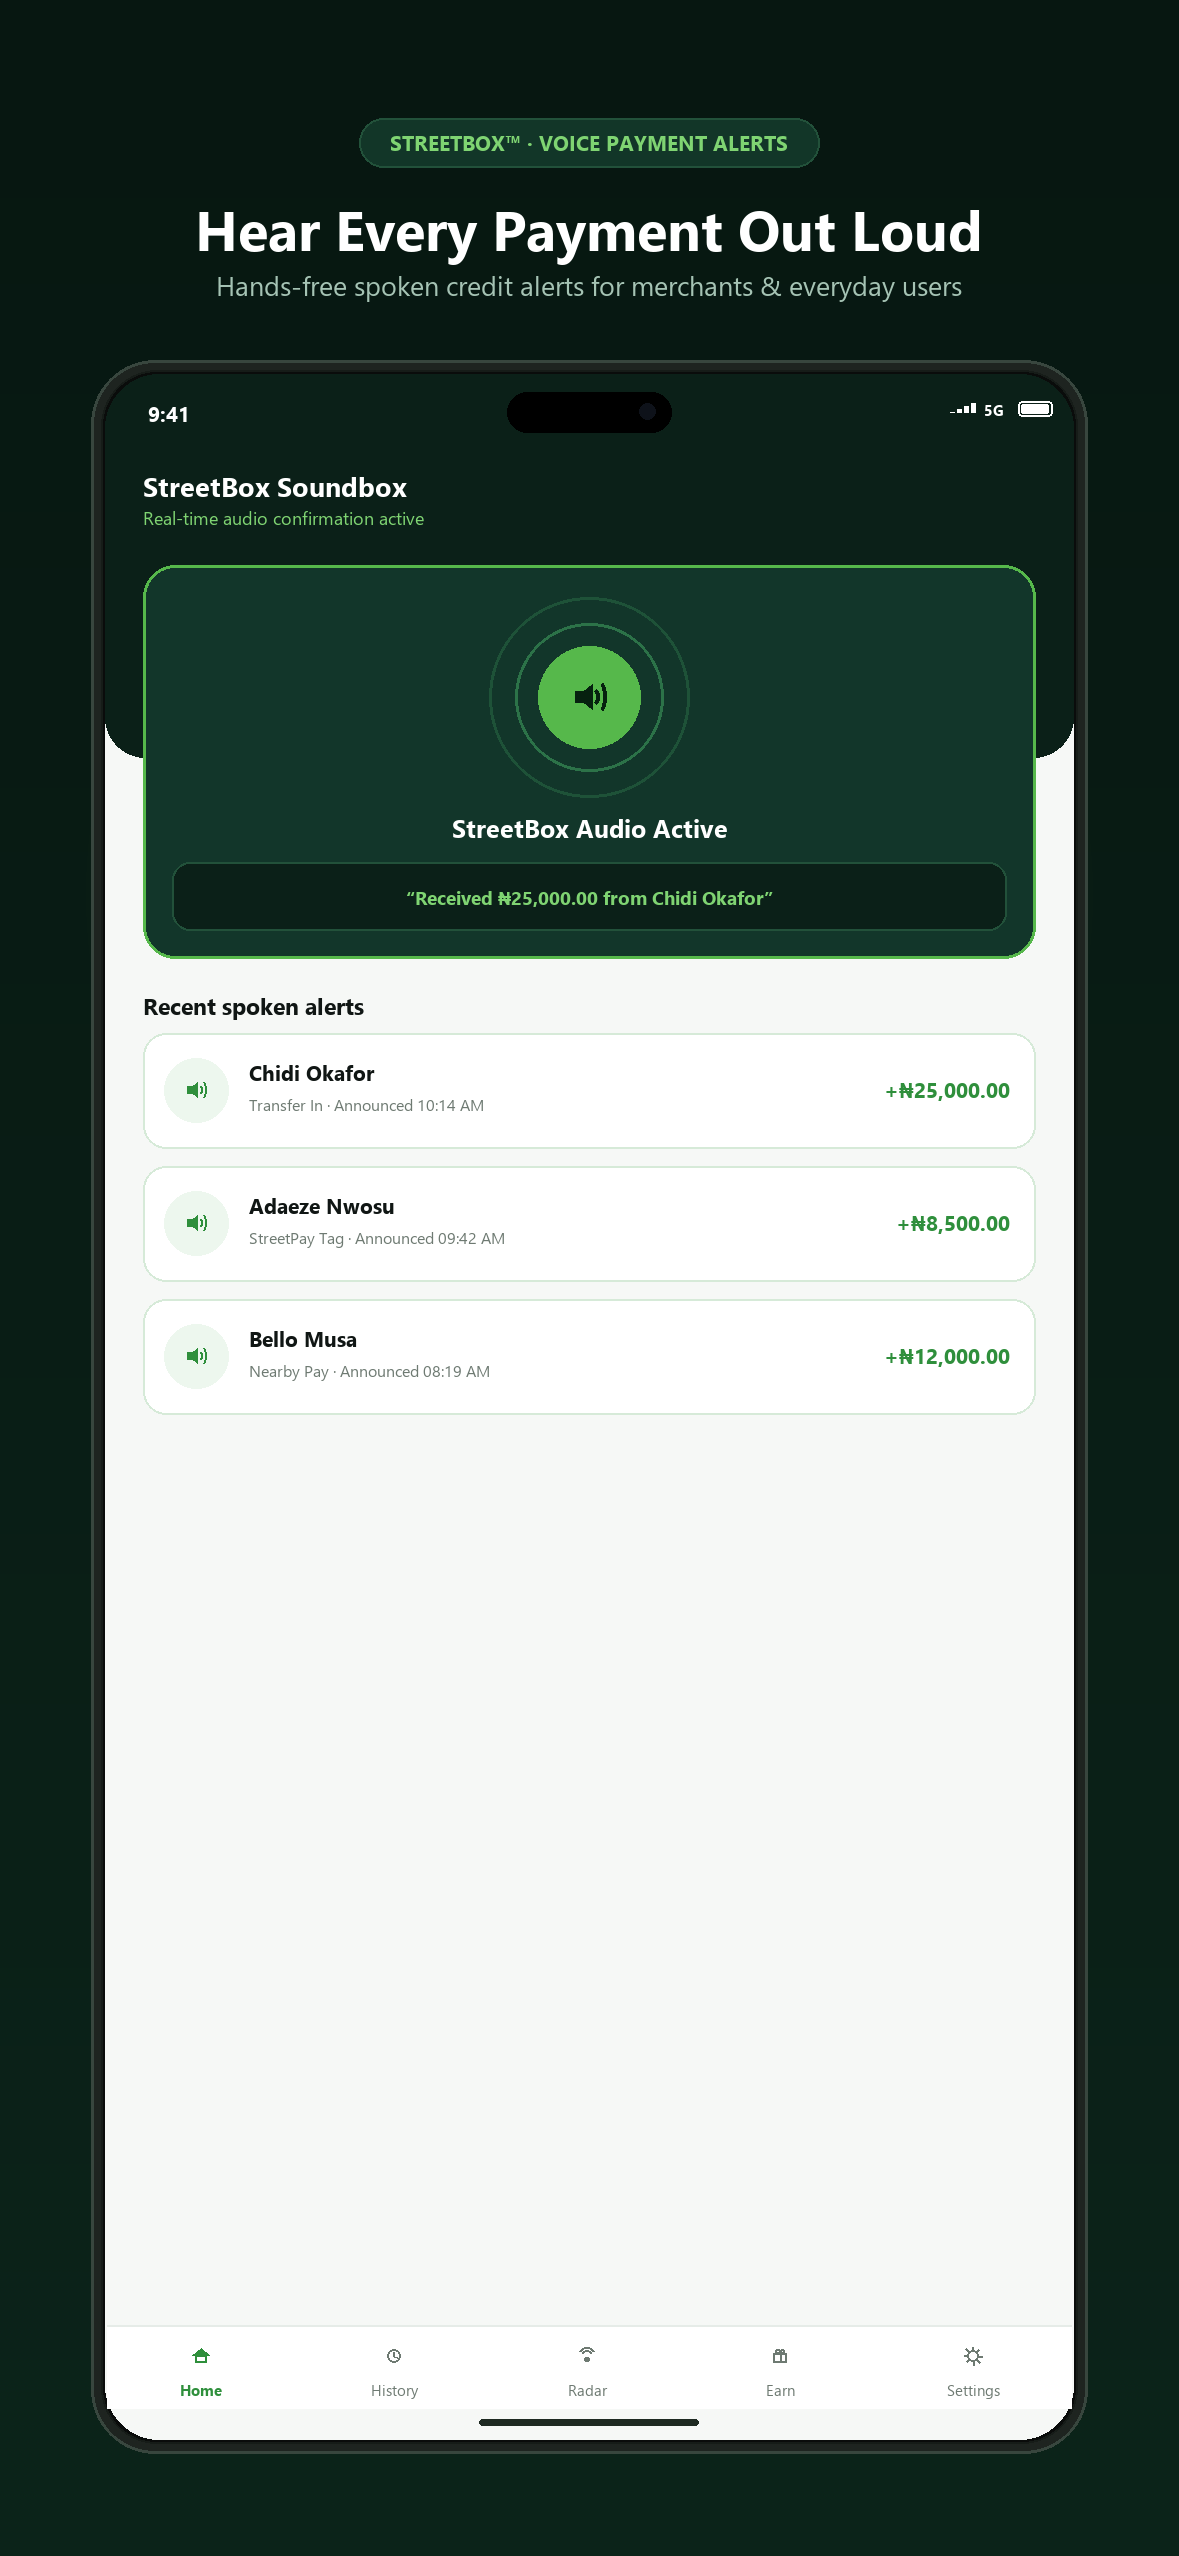 STREETBOX™ · VOICE PAYMENT ALERTS
Hear Every Payment Out Loud
Hands-free spoken credit alerts for merchants & everyday users
9:41
5G
StreetBox Soundbox
Real-time audio confirmation active
StreetBox Audio Active
“Received ₦25,000.00 from Chidi Okafor”
Recent spoken alerts
Chidi Okafor
Transfer In · Announced 10:14 AM
+₦25,000.00
Adaeze Nwosu
StreetPay Tag · Announced 09:42 AM
+₦8,500.00
Bello Musa
Nearby Pay · Announced 08:19 AM
+₦12,000.00
Home
History
Radar
Earn
Settings